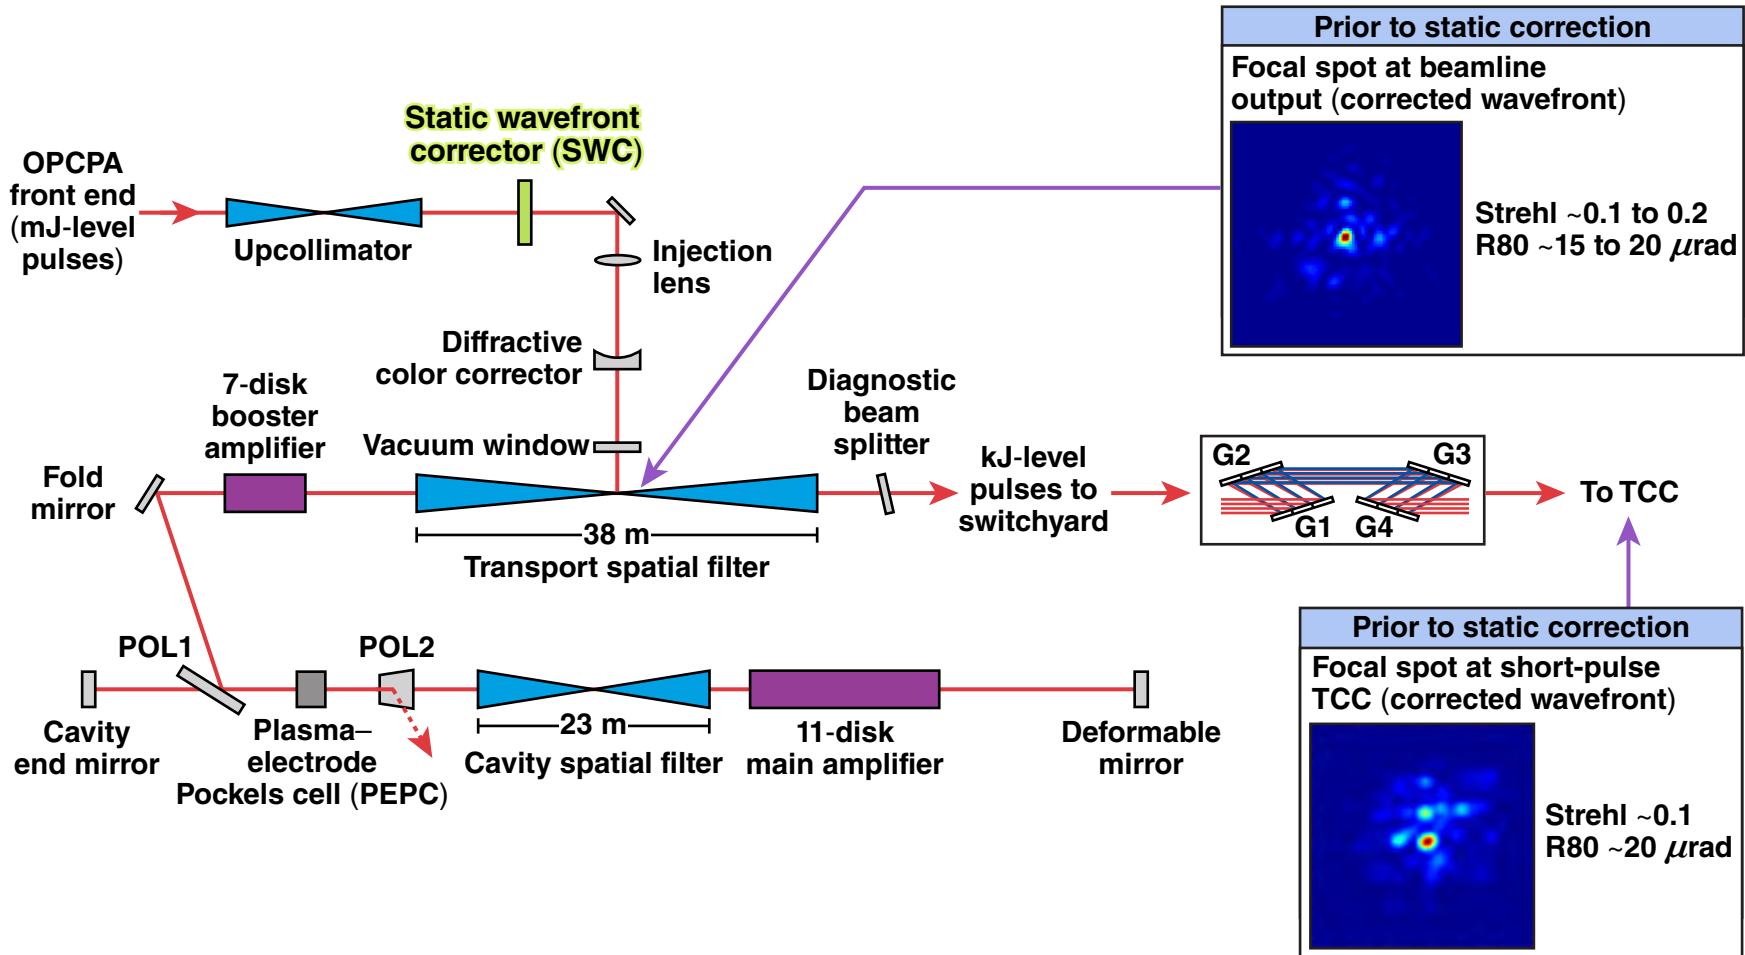 Prior to static correction
Focal spot at beamline
output (corrected wavefront)
Strehl ~0.1 to 0.2
R80 ~15 to 20 μrad
Static wavefront
corrector (SWC)
OPCPA
front end
(mJ-level
pulses)
Upcollimator
Injection
lens
Diffractive
color corrector
Vacuum window
7-disk
booster
amplifier
Fold
mirror
38 m
Transport spatial filter
Diagnostic
beam
splitter
kJ-level
pulses to
switchyard
G2
G3
G1
G4
To TCC
POL1
POL2
Cavity
end mirror
Plasma–
electrode
Pockels cell (PEPC)
23 m
Cavity spatial filter
11-disk
main amplifier
Deformable
mirror
Prior to static correction
Focal spot at short-pulse
TCC (corrected wavefront)
Strehl ~0.1
R80 ~20 μrad